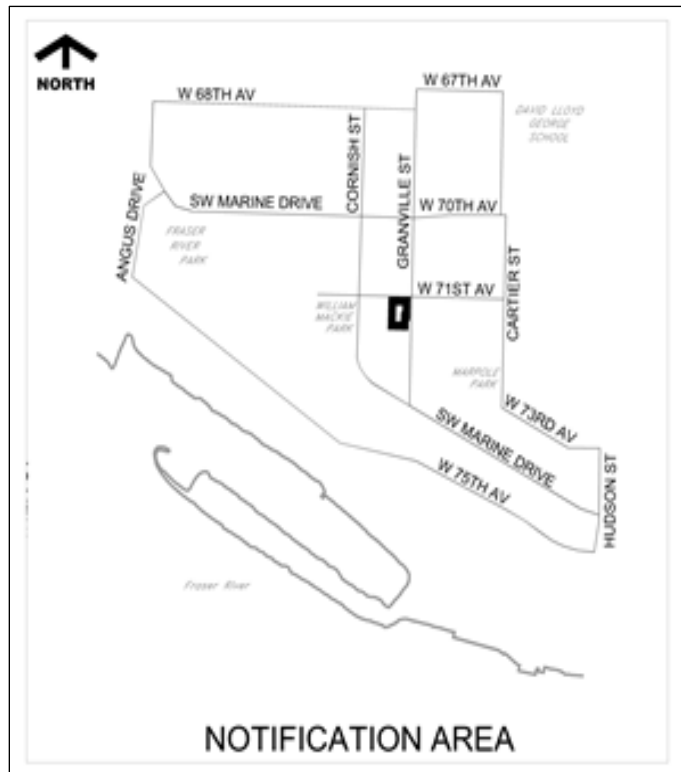 NORTH
W 67TH AV
W 68TH AV
DAVID LLOYD
GEORGE
SCHOOL
CORNISH ST
GRANVILLE ST
ANGUS DRIVE
SW MARINE DRIVE
W 70TH AV
FRASER
RIVER
PARK
CARTIER ST
W 71ST AV
WILLIAM
MACKIE
PARK
MARPOLE
PARK
W 73RD AV
SW MARINE DRIVE
W 75TH AV
HUDSON ST
Fraser River
NOTIFICATION AREA